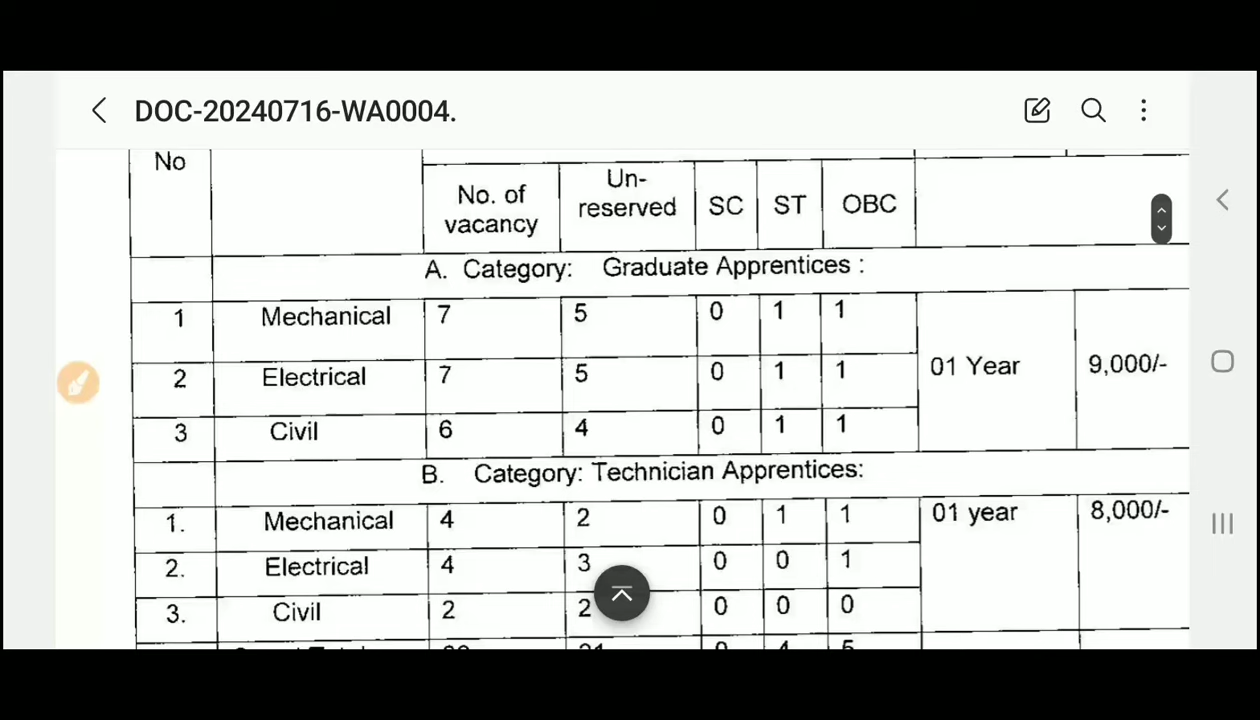 DOC-20240716-WA0004.
No
No. of vacancy Un-reserved SC ST OBC
A. Category: Graduate Apprentices :
1 Mechanical 7 5 0 1 1
2 Electrical 7 5 0 1 1 01 Year 9,000/-
3 Civil 6 4 0 1 1
B. Category: Technician Apprentices:
1. Mechanical 4 2 0 1 1 01 year 8,000/-
2. Electrical 4 3 0 0 1
3. Civil 2 2 0 0 0